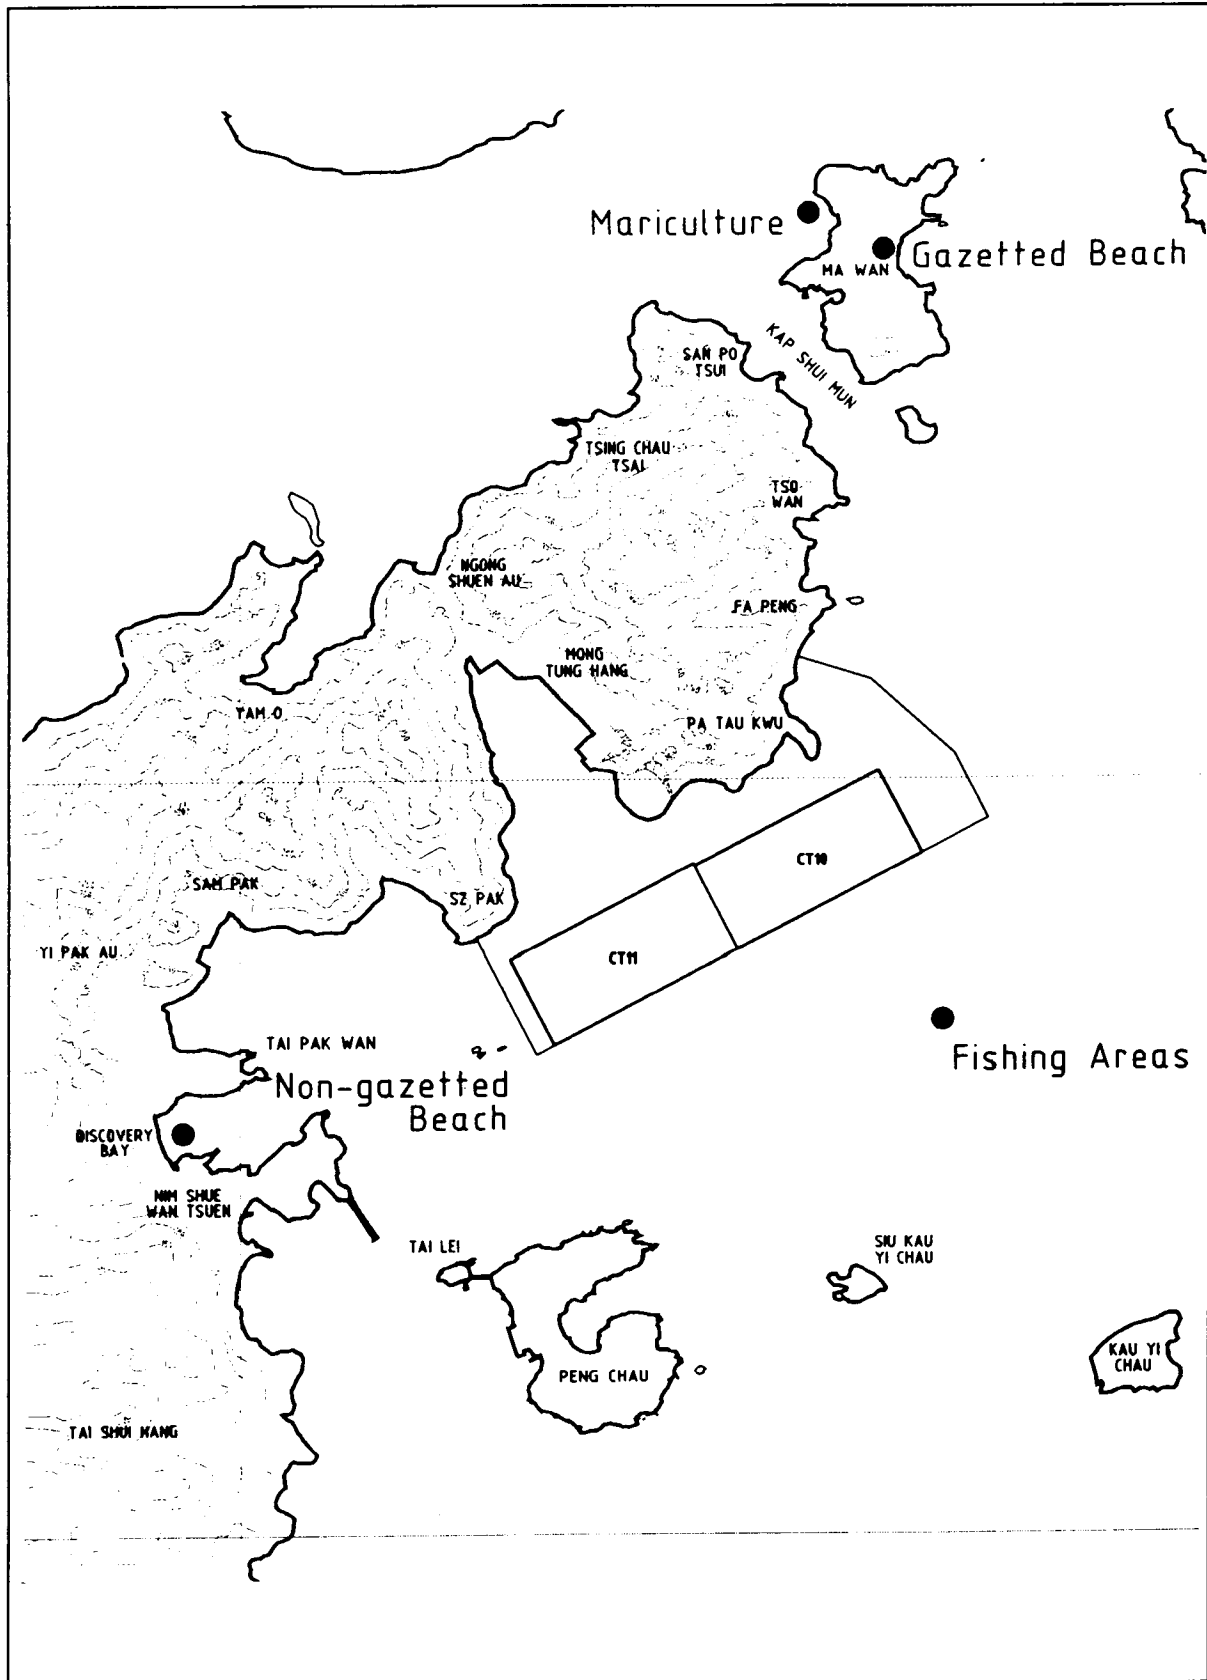 Mariculture
Gazetted Beach
MA WAN
KAP SHUI MUN
SAN PO
TSUI
TSING CHAU
TSAI
TSO
WAN
NGONG
SHUEN AU
FA PENG
MONG
TUNG HANG
YAM O
PA TAU KWU
CT10
SAM PAK
SZ PAK
YI PAK AU
CT11
Fishing Areas
TAI PAK WAN
Non-gazetted
Beach
DISCOVERY
BAY
NIM SHUE
WAN TSUEN
TAI LEI
SIU KAU
YI CHAU
KAU YI
CHAU
PENG CHAU
TAI SHUI HANG